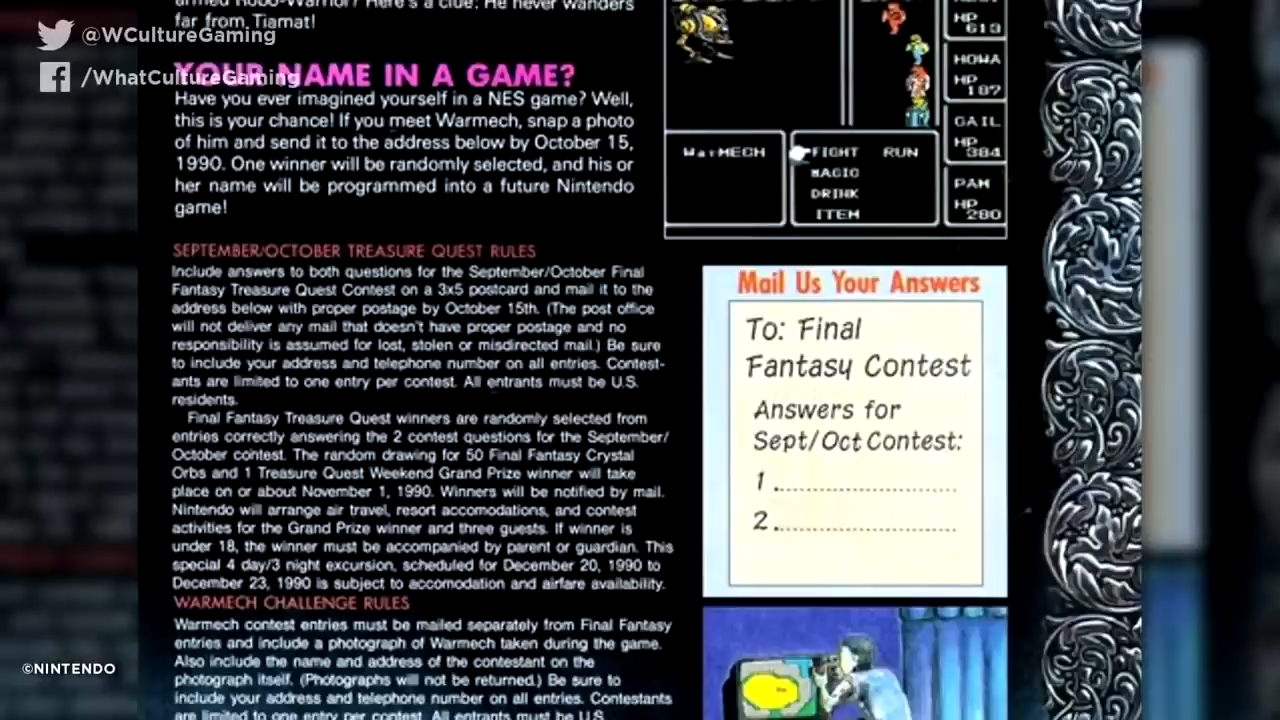 armed Robo-Warrior? Here's a clue: He never wanders
far from Tiamat!
@WCultureGaming
/WhatCultureGaming
YOUR NAME IN A GAME?
Have you ever imagined yourself in a NES game? Well,
this is your chance! If you meet Warmech, snap a photo
of him and send it to the address below by October 15,
1990. One winner will be randomly selected, and his or
her name will be programmed into a future Nintendo
game!
SEPTEMBER/OCTOBER TREASURE QUEST RULES
Include answers to both questions for the September/October Final
Fantasy Treasure Quest Contest on a 3x5 postcard and mail it to the
address below with proper postage by October 15th. (The post office
will not deliver any mail that doesn't have proper postage and no
responsibility is assumed for lost, stolen or misdirected mail.) Be sure
to include your address and telephone number on all entries. Contest-
ants are limited to one entry per contest. All entrants must be U.S.
residents.
Final Fantasy Treasure Quest winners are randomly selected from
entries correctly answering the 2 contest questions for the September/
October contest. The random drawing for 50 Final Fantasy Crystal
Orbs and 1 Treasure Quest Weekend Grand Prize winner will take
place on or about November 1, 1990. Winners will be notified by mail.
Nintendo will arrange air travel, resort accomodations, and contest
activities for the Grand Prize winner and three guests. If winner is
under 18, the winner must be accompanied by parent or guardian. This
special 4 day/3 night excursion, scheduled for December 20, 1990 to
December 23, 1990 is subject to accomodation and airfare availability.
WARMECH CHALLENGE RULES
Warmech contest entries must be mailed separately from Final Fantasy
entries and include a photograph of Warmech taken during the game.
Also include the name and address of the contestant on the
photograph itself. (Photographs will not be returned.) Be sure to
include your address and telephone number on all entries. Contestants
are limited to one entry per contest. All entrants must be U.S.
HP
613
HOWA
HP
187
GAIL
HP
384
PAM
HP
280
WarMECH
FIGHT RUN
MAGIC
DRINK
ITEM
Mail Us Your Answers
To: Final
Fantasy Contest
Answers for
Sept/Oct Contest:
1.
2.
©NINTENDO